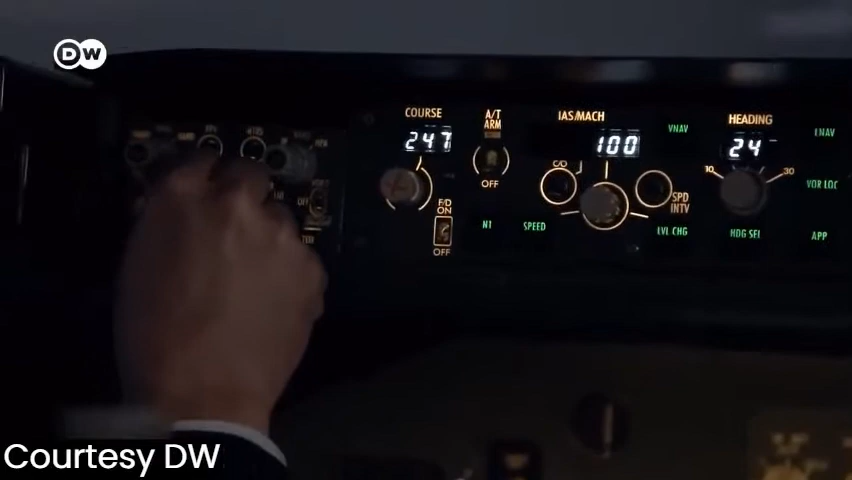 DW
COURSE
247
A/T
ARM
OFF
F/D
ON
OFF
IAS/MACH
100
C/O
SPD
INTV
N1
SPEED
VNAV
LVL CHG
HEADING
24
10
30
HDG SEL
LNAV
VOR LOC
APP
OFF
Courtesy DW